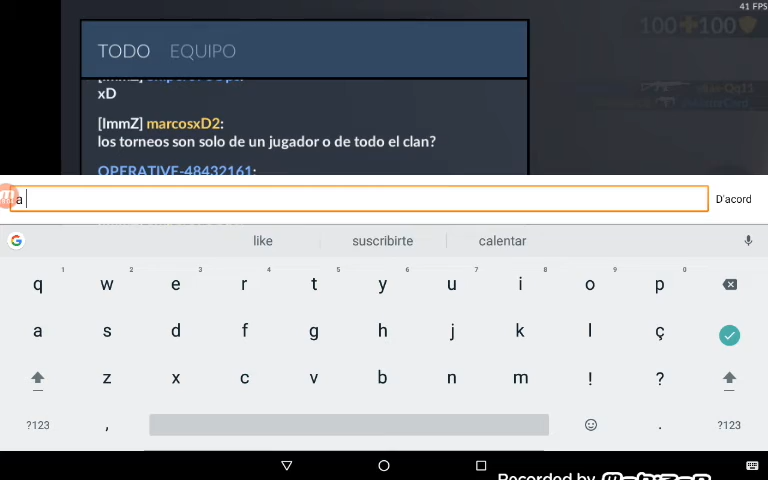 41 FPS
100 100
TODO EQUIPO
xD
[ImmZ] marcosxD2:
los torneos son solo de un jugador o de todo el clan?
OPERATIVE-48432161:
a
D'acord
like suscribirte calentar
1 2 3 4 5 6 7 8 9 0
q w e r t y u i o p
a s d f g h j k l ç
z x c v b n m ! ?
?123 , . ?123
Recorded by Mobizen